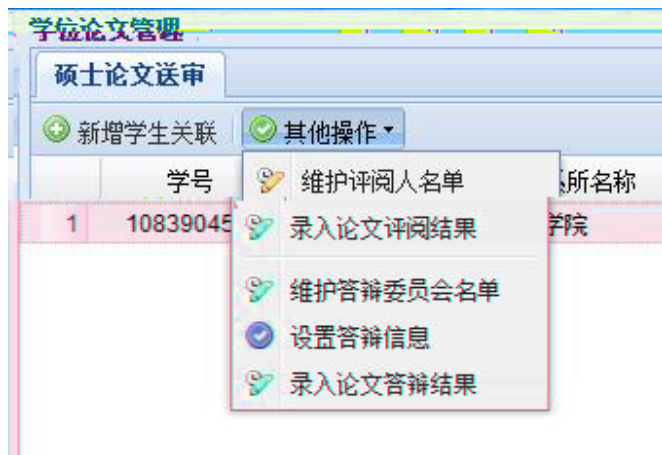 学位论文管理
硕士论文送审
新增学生关联 其他操作
学号 维护评阅人名单 所名称
1 10839045 录入论文评阅结果 学院
维护答辩委员会名单
设置答辩信息
录入论文答辩结果